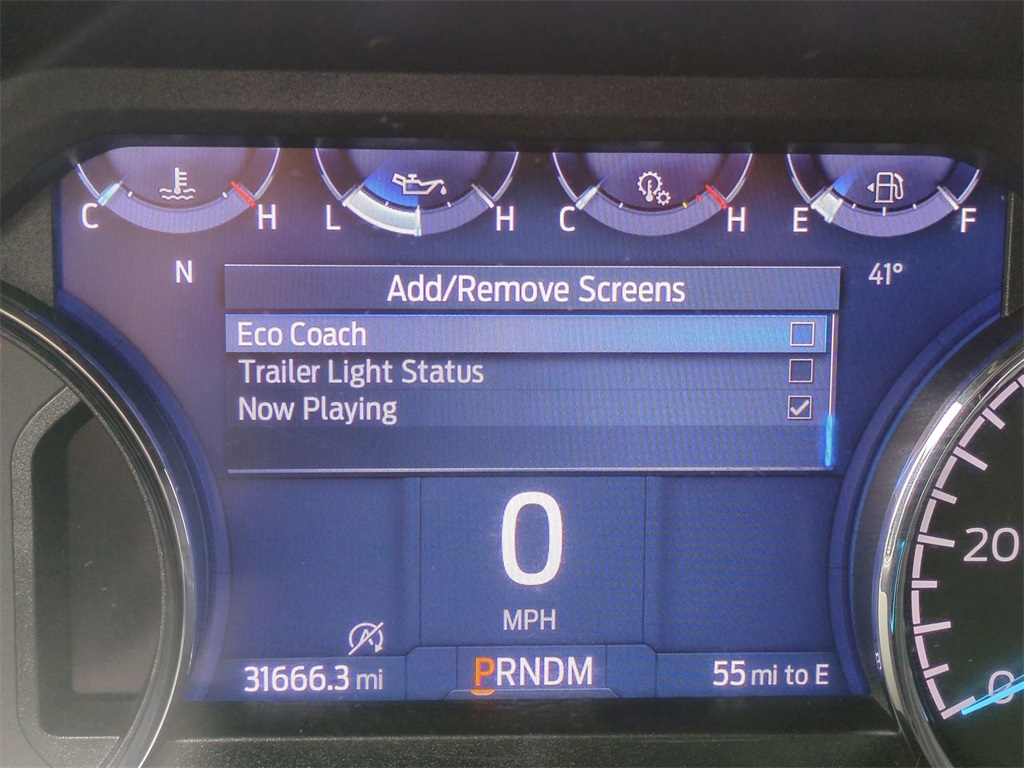 C H L H C H E F
N 41°
Add/Remove Screens
Eco Coach
Trailer Light Status
Now Playing
0
MPH
A
31666.3 mi PRNDM 55 mi to E
20
0